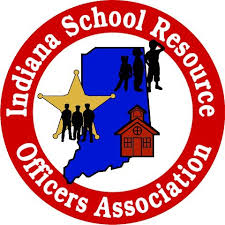 Indiana School Resource
Officers Association